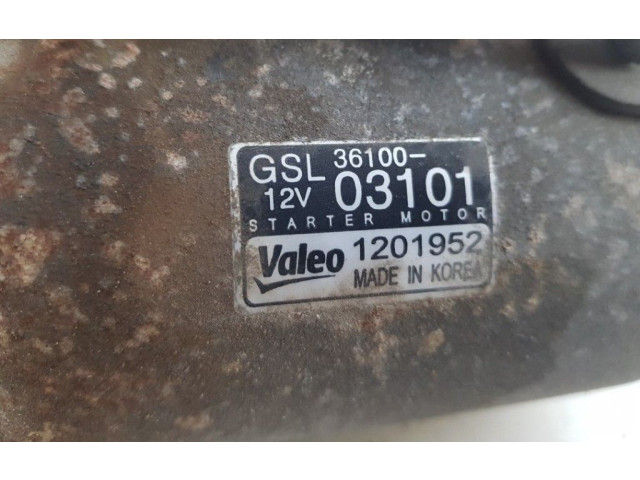 GSL 36100-
12V 03101
STARTER MOTOR
Valeo 1201952
MADE IN KOREA